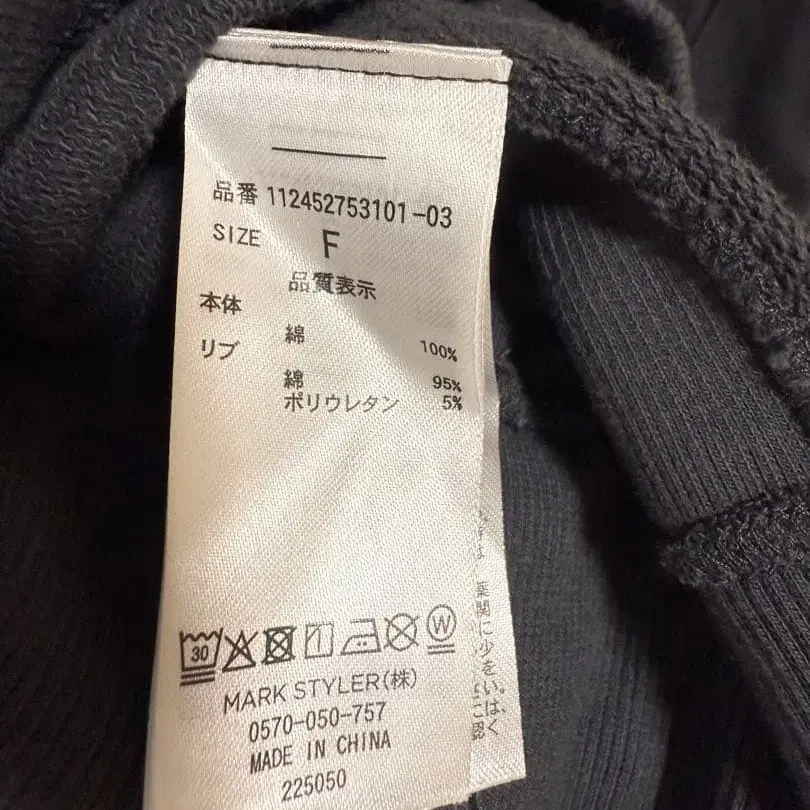 品番 112452753101-03
SIZE F
品質表示
本体 綿 100%
リブ 綿 95%
ポリウレタン 5%
30
W
MARK STYLER(株)
0570-050-757
MADE IN CHINA
225050